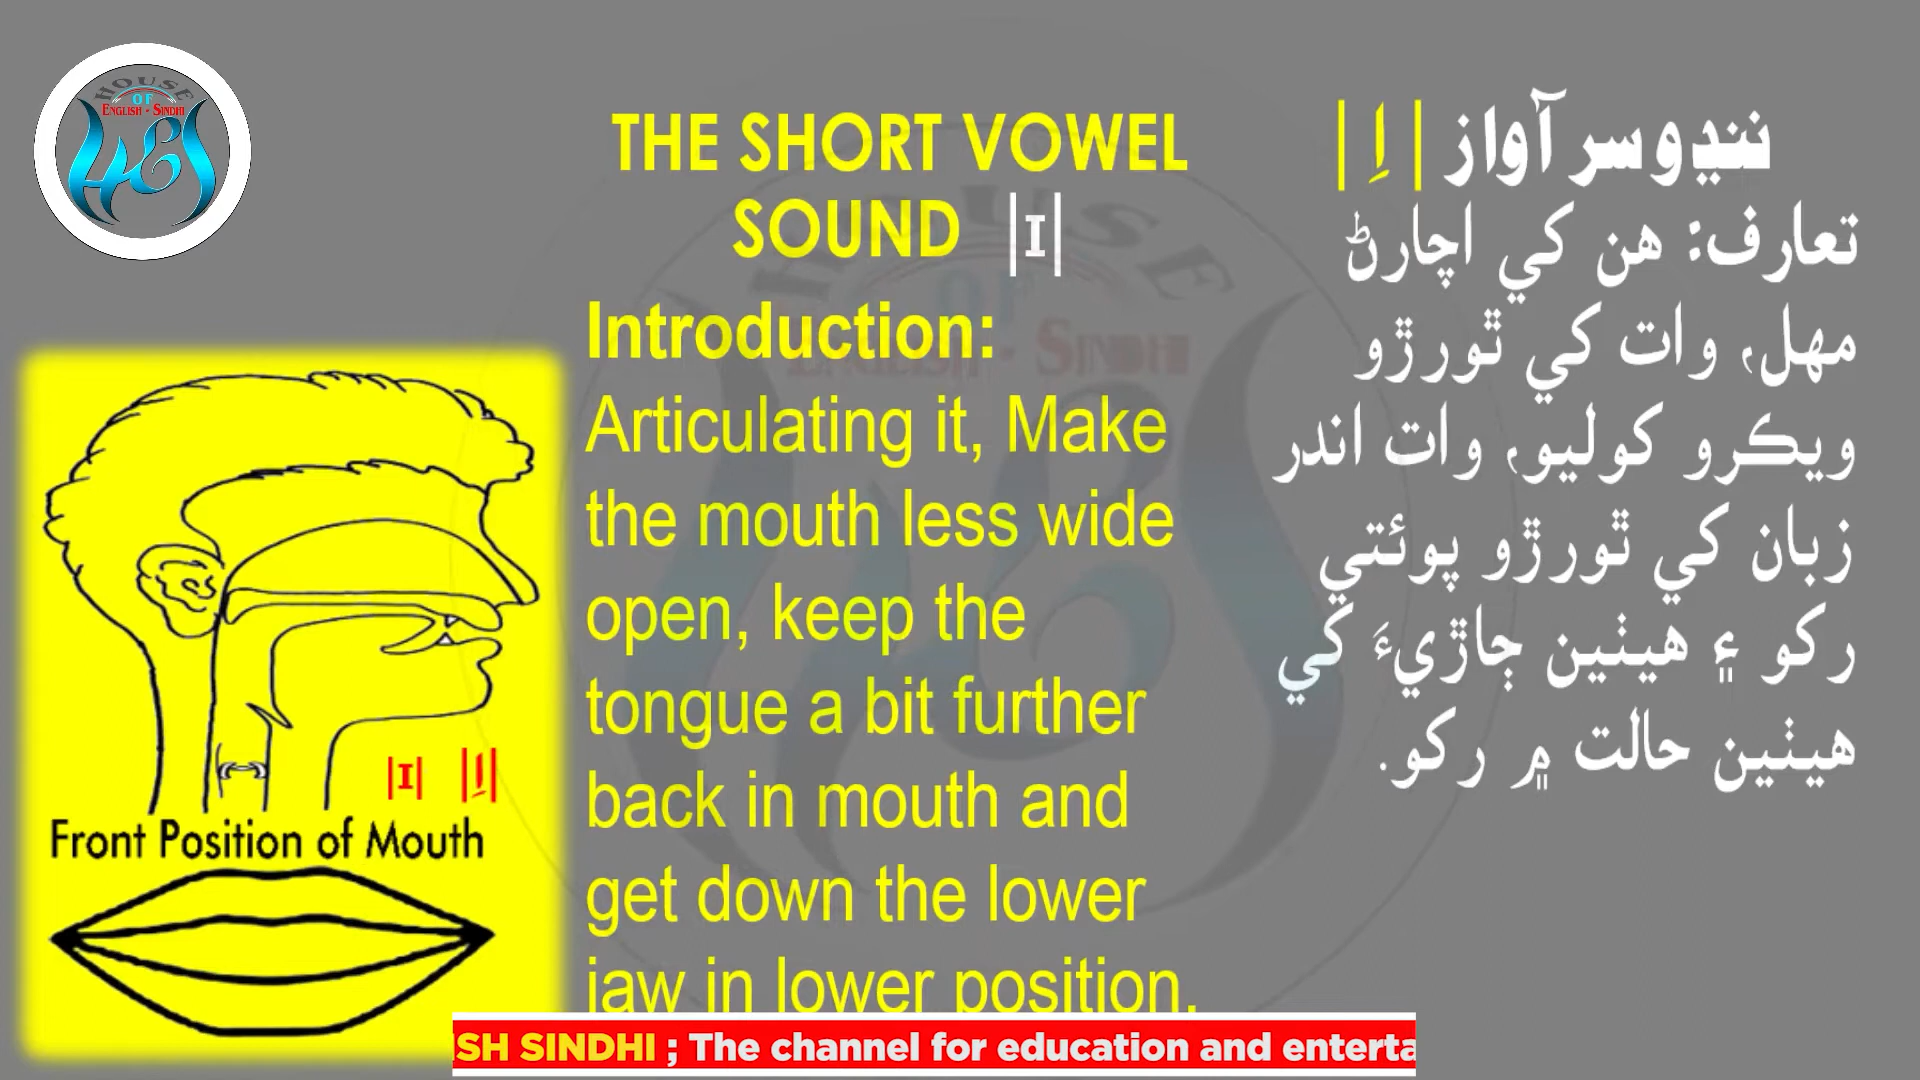 HOUSE
OF
ENGLISH - SINDHI
THE SHORT VOWEL
SOUND |ɪ|
Introduction:
Articulating it, Make
the mouth less wide
open, keep the
tongue a bit further
back in mouth and
get down the lower
jaw in lower position.
ننڍو سر آواز | اِ |
تعارف: هن کي اچارڻ
مهل، وات کي ٿورڙو
ويڪرو کوليو، وات اندر
زبان کي ٿورڙو پوئتي
رکو ۽ هيٺين ڄاڙيءَ کي
هيٺين حالت ۾ رکو.
|ɪ| |اِ|
Front Position of Mouth
SH SINDHI ; The channel for education and enterta